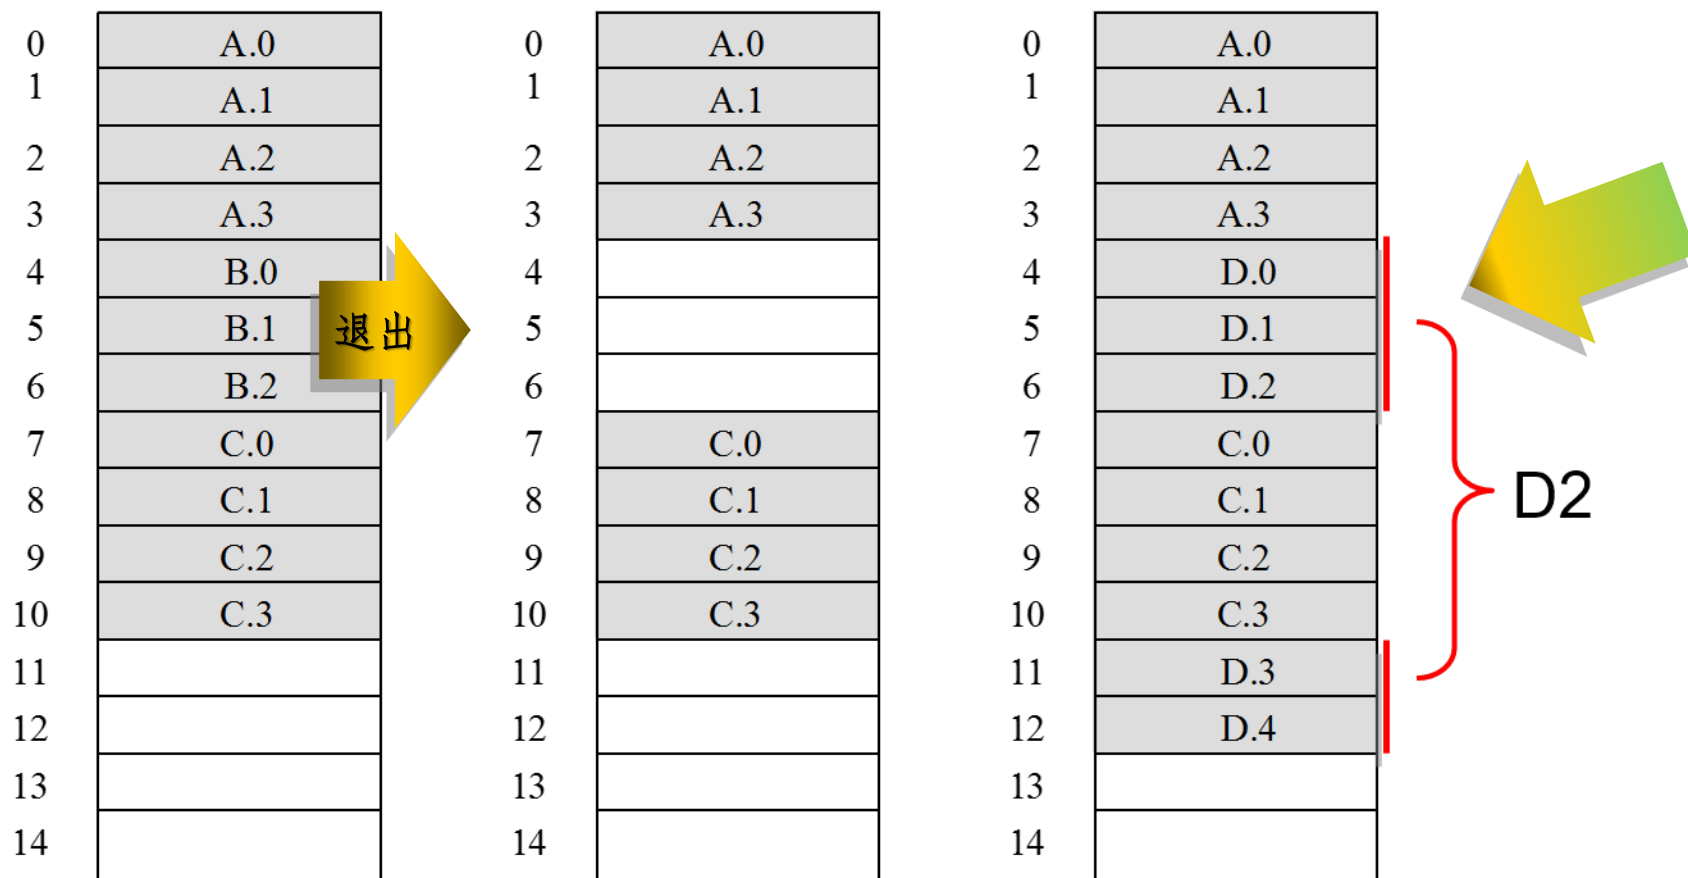 0 A.0 0 A.0 0 A.0
1 A.1 1 A.1 1 A.1
2 A.2 2 A.2 2 A.2
3 A.3 3 A.3 3 A.3
4 B.0 4 4 D.0
5 B.1 退出 5 5 D.1
6 B.2 6 6 D.2
7 C.0 7 C.0 7 C.0
8 C.1 8 C.1 8 C.1
D2
9 C.2 9 C.2 9 C.2
10 C.3 10 C.3 10 C.3
11 11 11 D.3
12 12 12 D.4
13 13 13
14 14 14